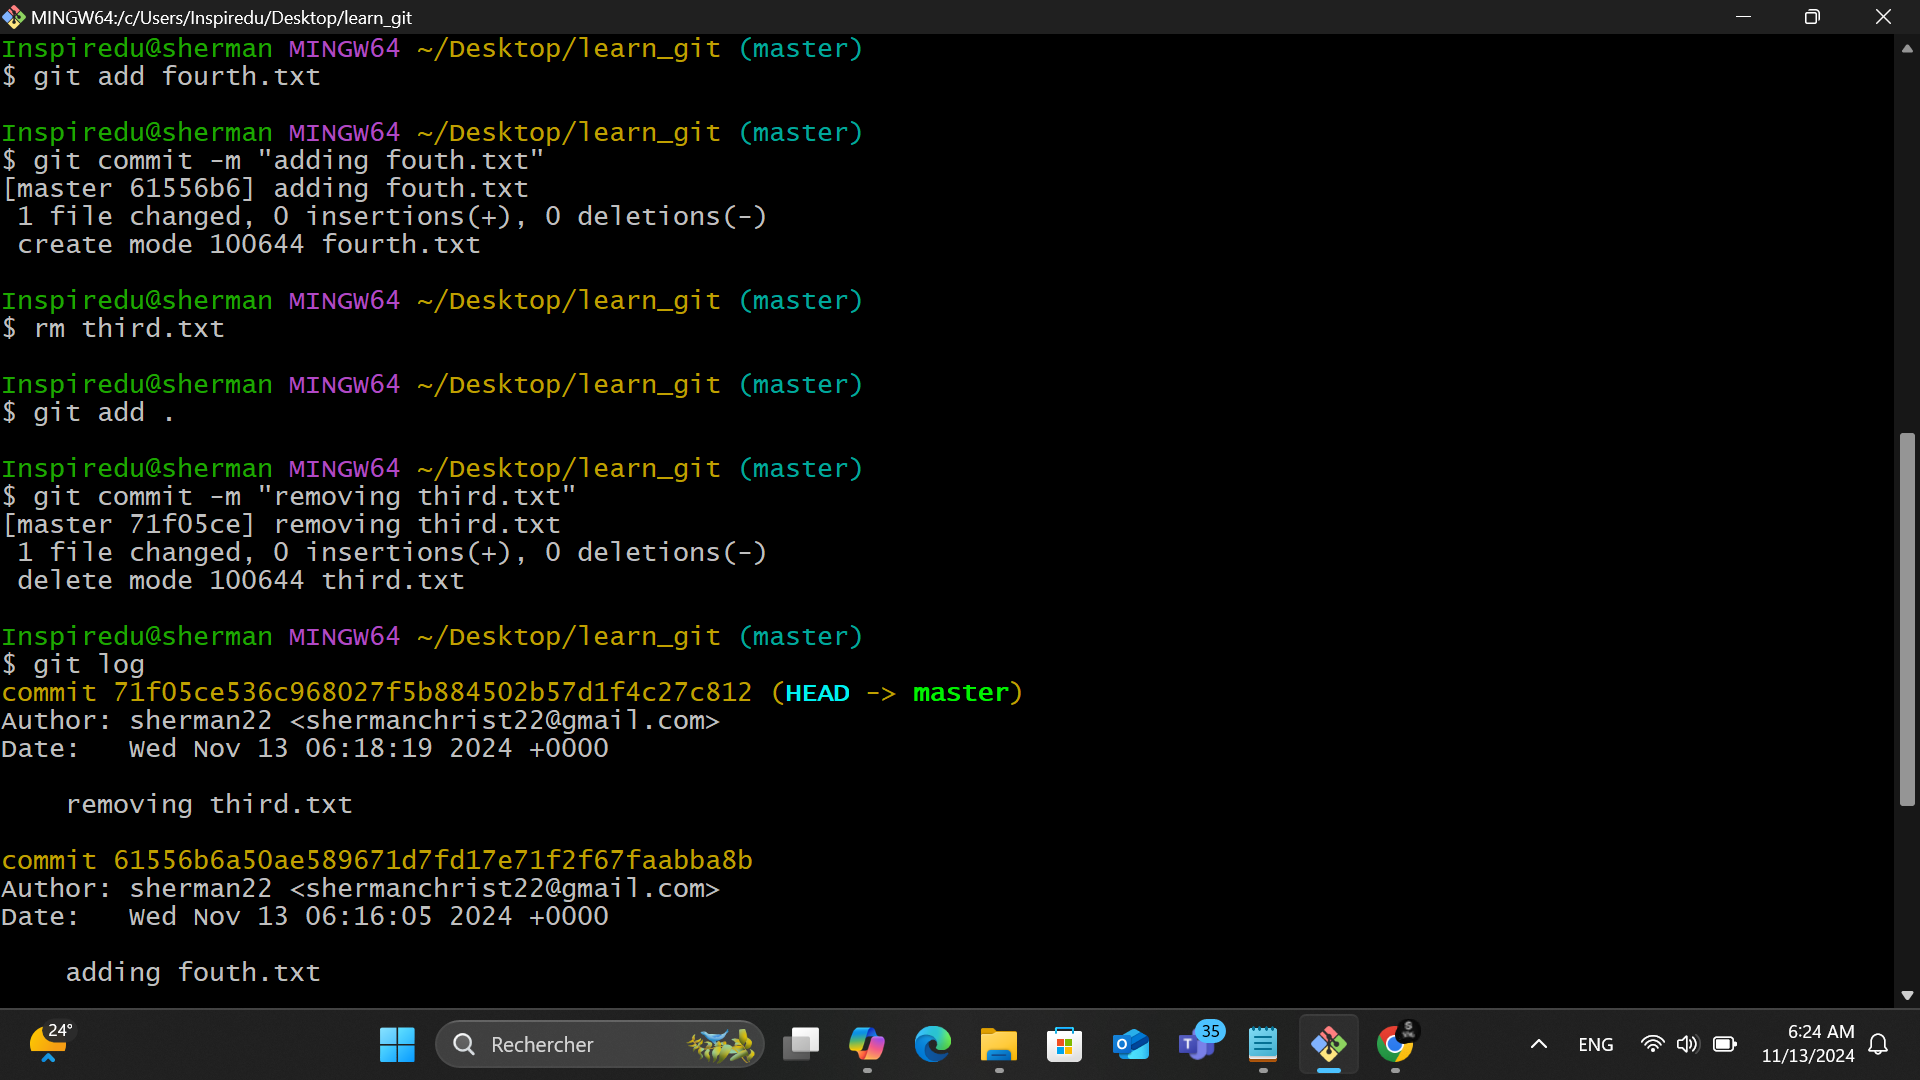 MINGW64:/c/Users/Inspiredu/Desktop/learn_git
Inspiredu@sherman MINGW64 ~/Desktop/learn_git (master)
$ git add fourth.txt
Inspiredu@sherman MINGW64 ~/Desktop/learn_git (master)
$ git commit -m "adding fouth.txt"
[master 61556b6] adding fouth.txt
 1 file changed, 0 insertions(+), 0 deletions(-)
 create mode 100644 fourth.txt
Inspiredu@sherman MINGW64 ~/Desktop/learn_git (master)
$ rm third.txt
Inspiredu@sherman MINGW64 ~/Desktop/learn_git (master)
$ git add .
Inspiredu@sherman MINGW64 ~/Desktop/learn_git (master)
$ git commit -m "removing third.txt"
[master 71f05ce] removing third.txt
 1 file changed, 0 insertions(+), 0 deletions(-)
 delete mode 100644 third.txt
Inspiredu@sherman MINGW64 ~/Desktop/learn_git (master)
$ git log
commit 71f05ce536c968027f5b884502b57d1f4c27c812 (HEAD -> master)
Author: sherman22 <shermanchrist22@gmail.com>
Date:   Wed Nov 13 06:18:19 2024 +0000
    removing third.txt
commit 61556b6a50ae589671d7fd17e71f2f67faabba8b
Author: sherman22 <shermanchrist22@gmail.com>
Date:   Wed Nov 13 06:16:05 2024 +0000
    adding fouth.txt
24°
Rechercher
35
ENG
6:24 AM
11/13/2024